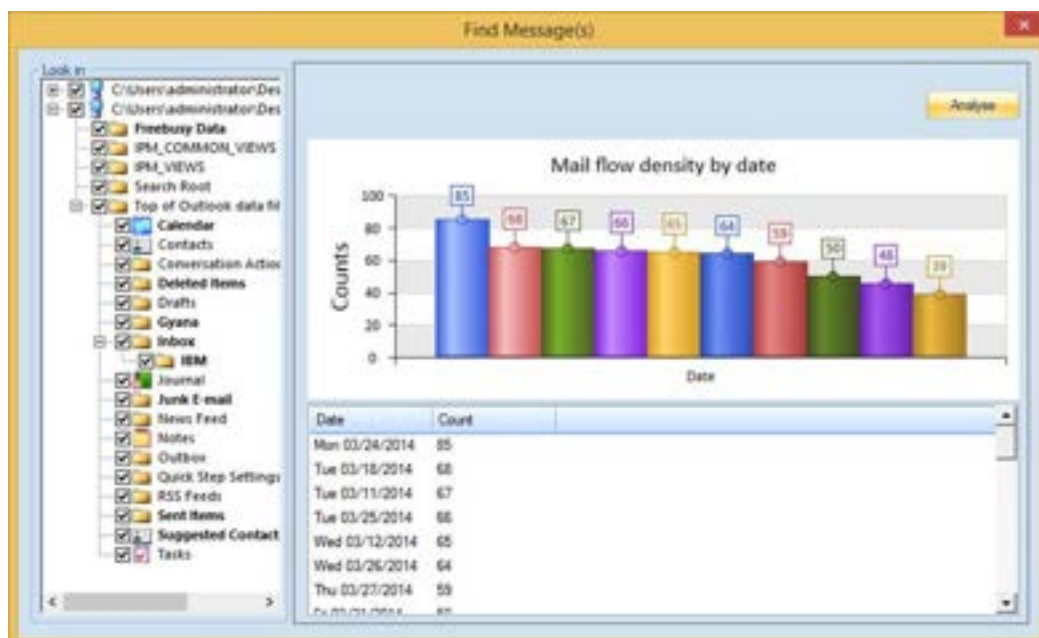 Find Message(s)
Look in
C:\Users\administrator\Des
C:\Users\administrator\Des
Freebusy Data
IPM_COMMON_VIEWS
IPM_VIEWS
Search Root
Top of Outlook data fil
Calendar
Contacts
Conversation Action
Deleted Items
Drafts
Gyana
Inbox
IBM
Journal
Junk E-mail
News Feed
Notes
Outbox
Quick Step Settings
RSS Feeds
Sent Items
Suggested Contact
Tasks
Analyse
Mail flow density by date
Counts
100
80
60
40
20
0
85
68
67
66
65
64
59
50
39
Date
Date Count
Mon 03/24/2014 85
Tue 03/18/2014 68
Tue 03/11/2014 67
Tue 03/25/2014 66
Wed 03/12/2014 65
Wed 03/26/2014 64
Thu 03/27/2014 59